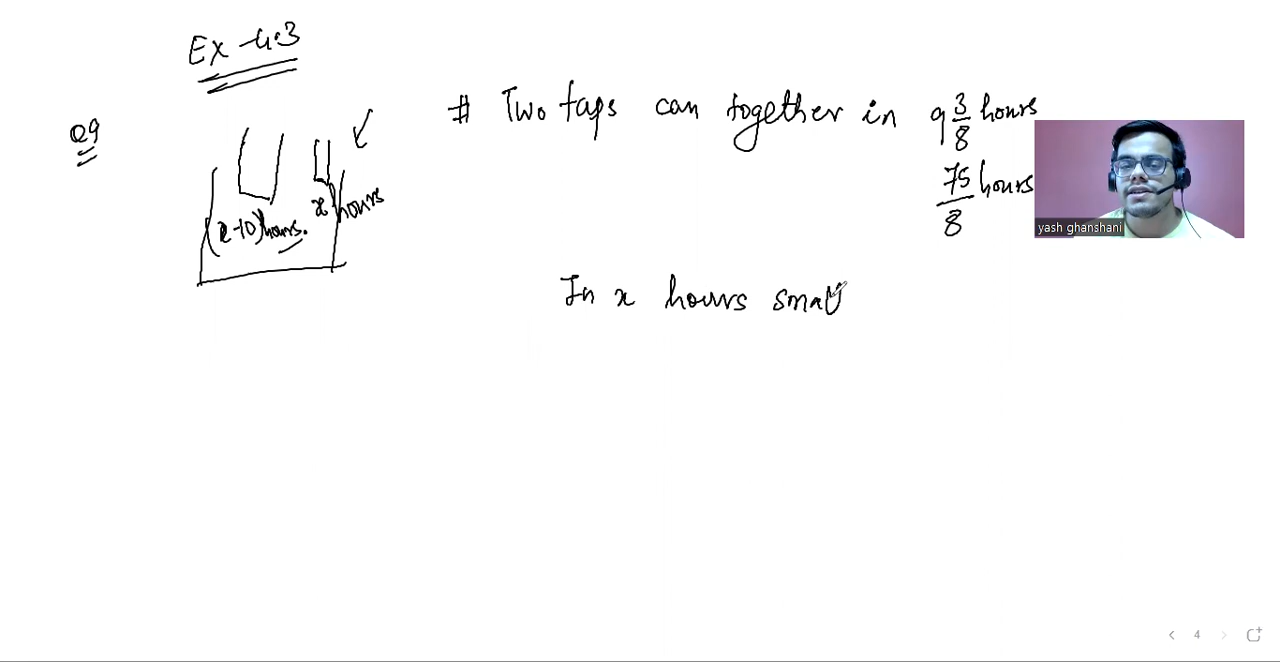 Ex-4.3
Q9
# Two taps can together in 9 3/8 hours
75/8 hours
(x-10) hours.
x hours
yash ghanshani
In x hours small
4